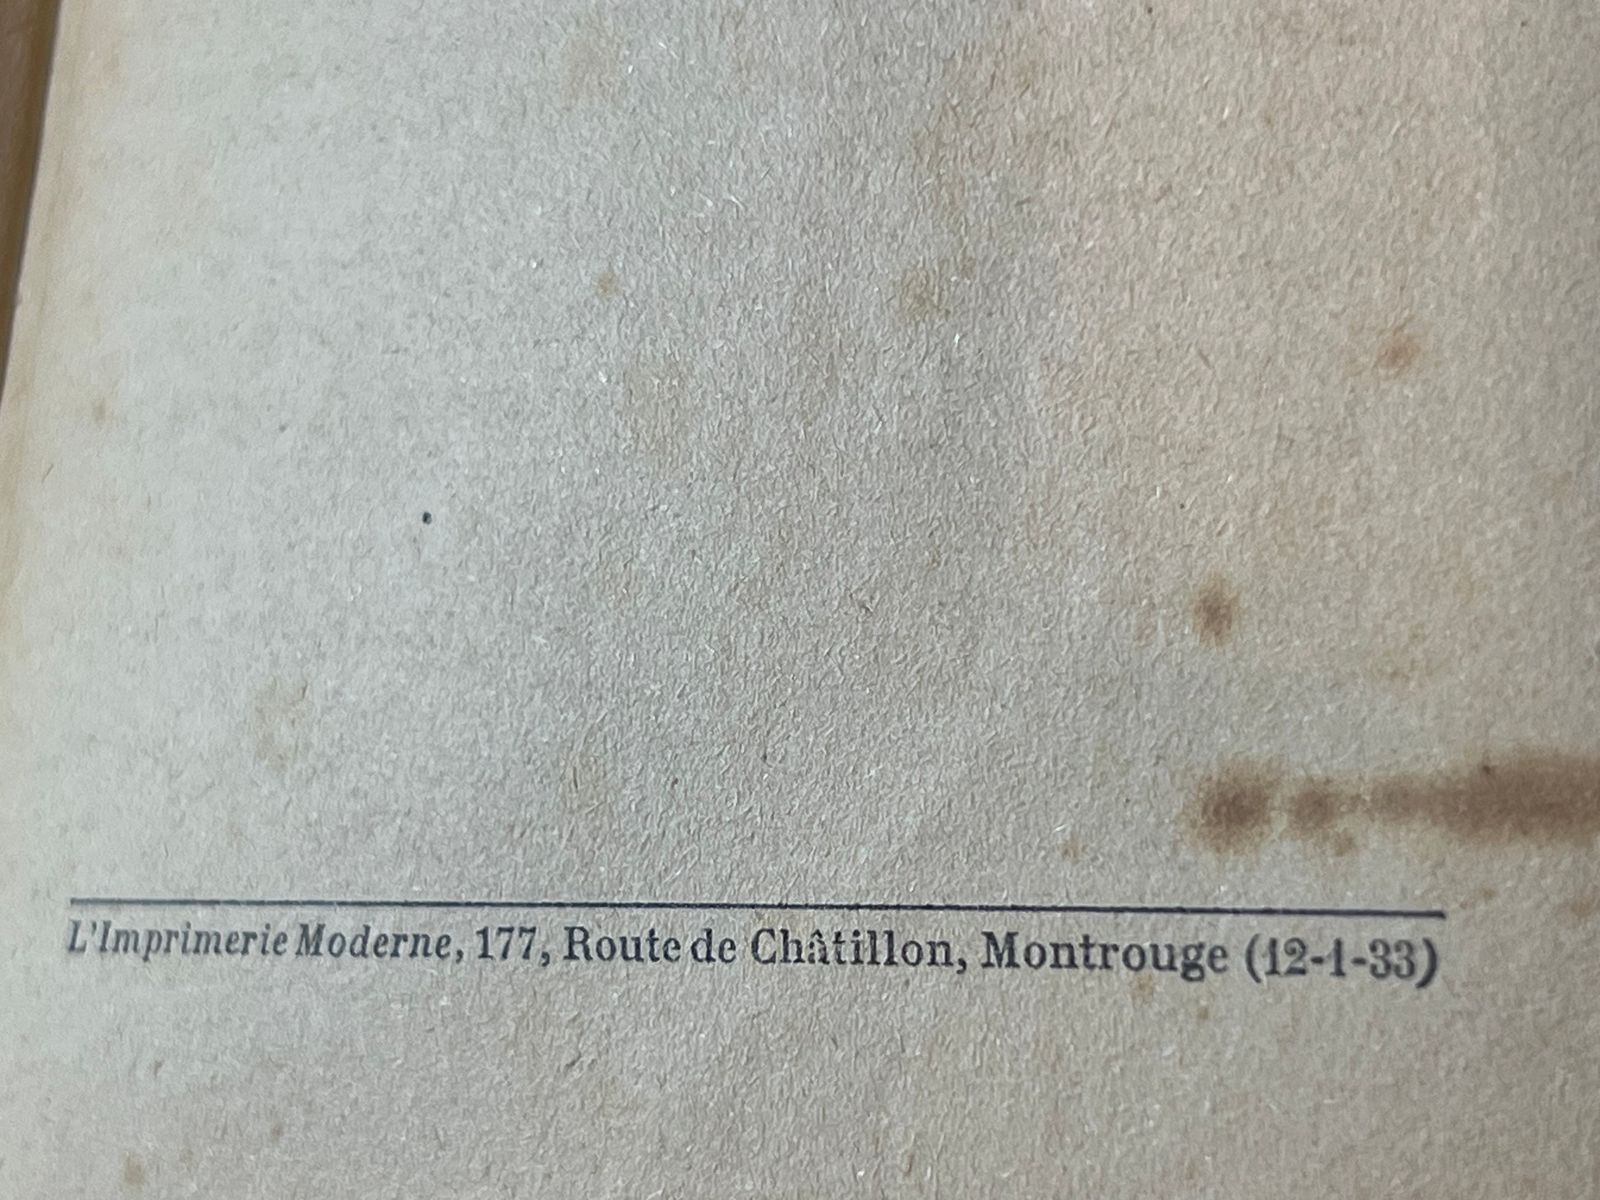 L'Imprimerie Moderne, 177, Route de Châtillon, Montrouge (12-1-33)